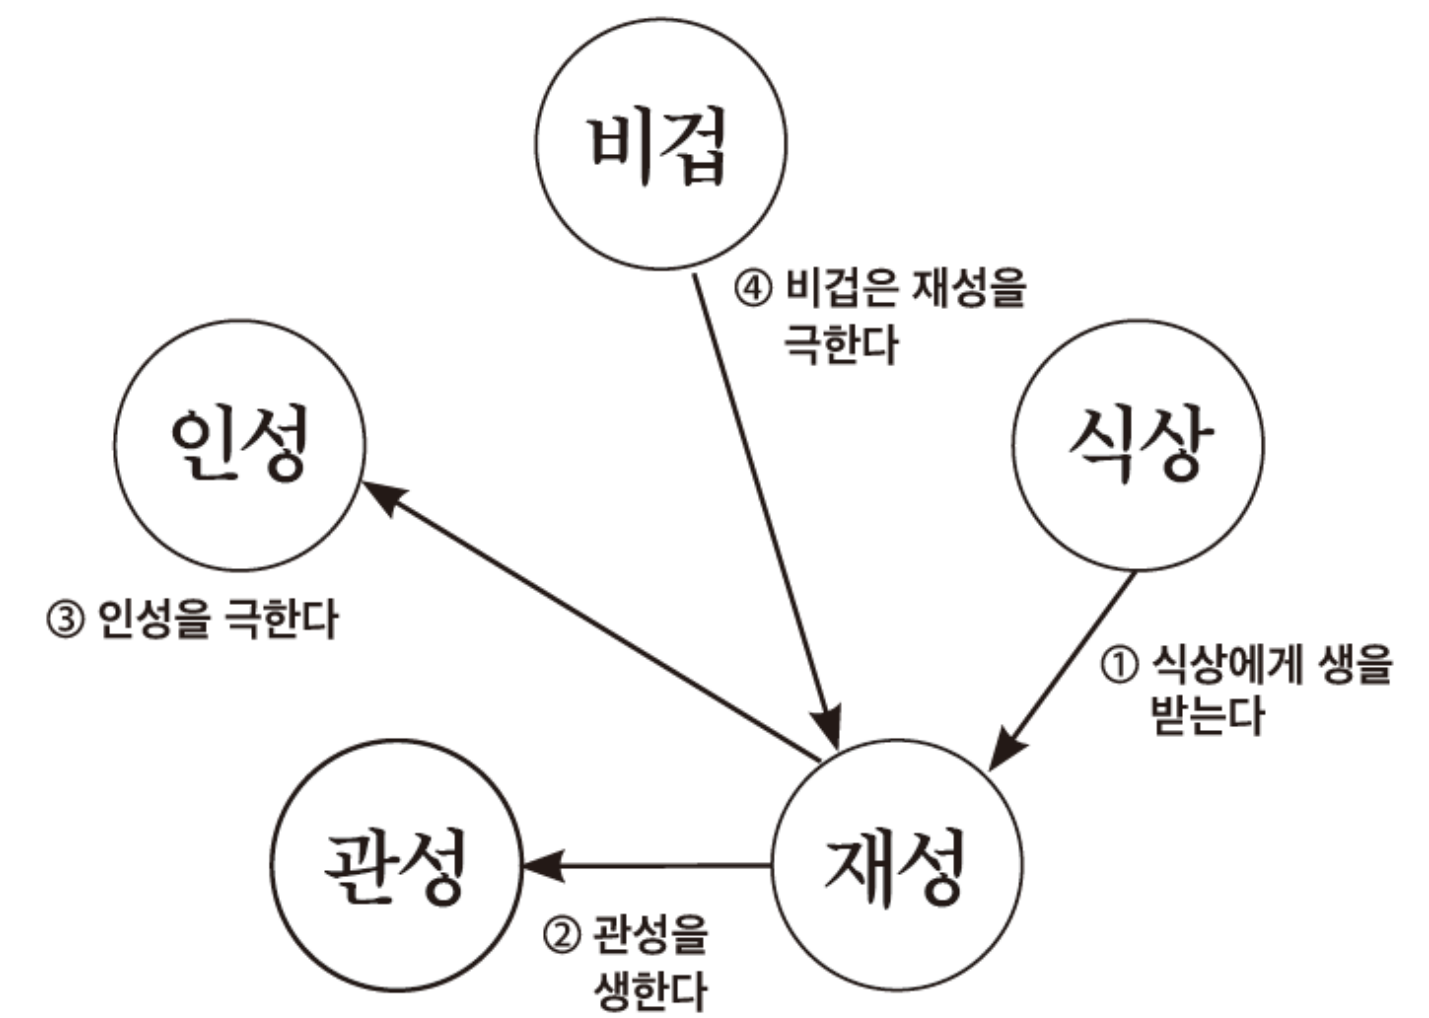 비겁
④ 비겁은 재성을
극한다
인성
식상
③ 인성을 극한다
① 식상에게 생을
받는다
관성
재성
② 관성을
생한다